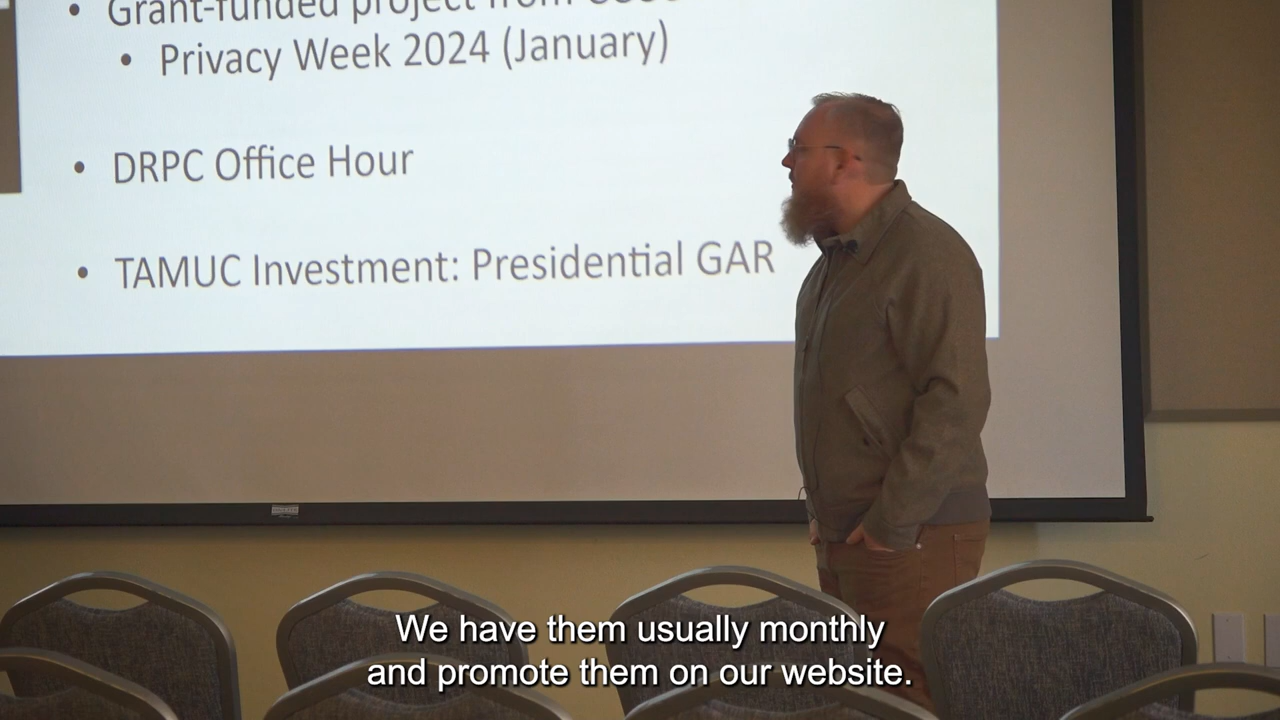 • Grant-funded project from
• Privacy Week 2024 (January)
• DRPC Office Hour
• TAMUC Investment: Presidential GAR
We have them usually monthly
and promote them on our website.